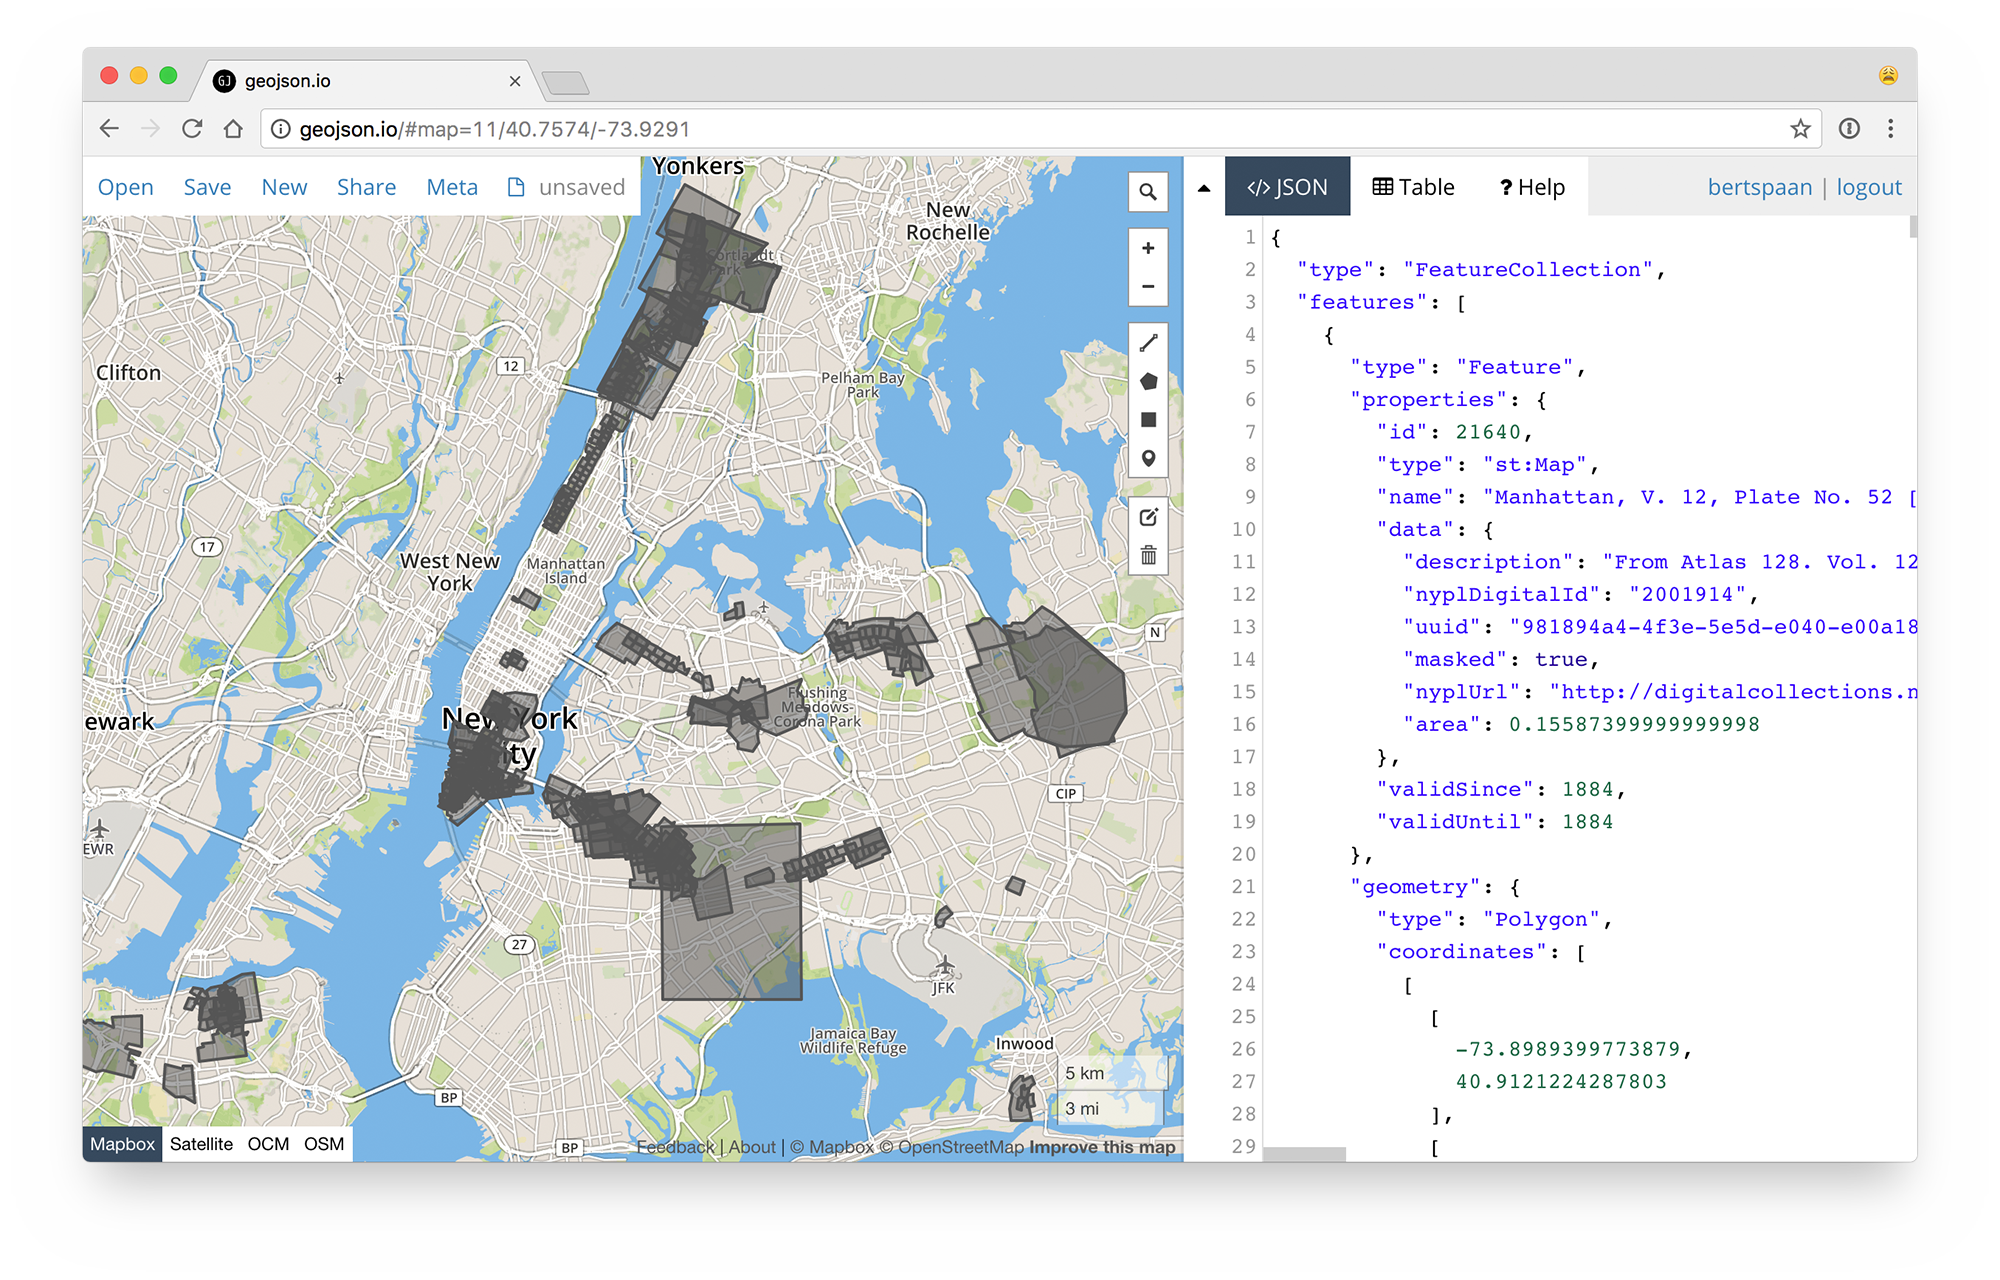 GJ geojson.io
geojson.io/#map=11/40.7574/-73.9291
Open Save New Share Meta unsaved
</> JSON Table ? Help
bertspaan | logout
Yonkers
New
Rochelle
Park
12
Clifton
Pelham Bay
Park
17
West New
York
Manhattan
Island
N
Flushing
Meadows-
Corona Park
ewark
New York
ity
CIP
EWR
27
JFK
Jamaica Bay
Wildlife Refuge
Inwood
5 km
3 mi
BP
BP
Mapbox Satellite OCM OSM
Feedback | About | © Mapbox © OpenStreetMap Improve this map
1 {
2 "type": "FeatureCollection",
3 "features": [
4 {
5 "type": "Feature",
6 "properties": {
7 "id": 21640,
8 "type": "st:Map",
9 "name": "Manhattan, V. 12, Plate No. 52 [
10 "data": {
11 "description": "From Atlas 128. Vol. 12
12 "nyplDigitalId": "2001914",
13 "uuid": "981894a4-4f3e-5e5d-e040-e00a18
14 "masked": true,
15 "nyplUrl": "http://digitalcollections.n
16 "area": 0.15587399999999998
17 },
18 "validSince": 1884,
19 "validUntil": 1884
20 },
21 "geometry": {
22 "type": "Polygon",
23 "coordinates": [
24 [
25 [
26 -73.8989399773879,
27 40.9121224287803
28 ],
29 [